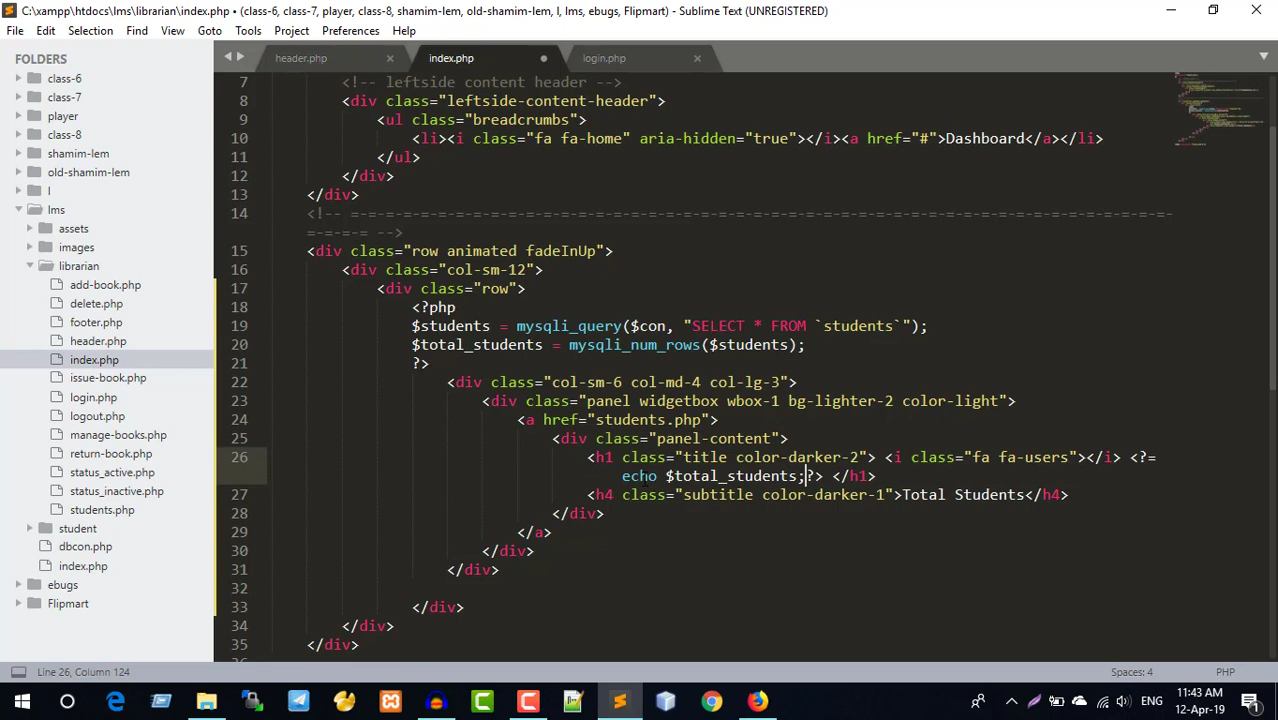 C:\xampp\htdocs\lms\librarian\index.php • (class-6, class-7, player, class-8, shamim-lem, old-shamim-lem, l, lms, ebugs, Flipmart) - Sublime Text (UNREGISTERED)
File Edit Selection Find View Goto Tools Project Preferences Help
FOLDERS
class-6
class-7
player
class-8
shamim-lem
old-shamim-lem
l
lms
assets
images
librarian
add-book.php
delete.php
footer.php
header.php
index.php
issue-book.php
login.php
logout.php
manage-books.php
return-book.php
status_active.php
status_inactive.php
students.php
student
dbcon.php
index.php
ebugs
Flipmart
header.php index.php login.php
7 <!-- leftside content header -->
8 <div class="leftside-content-header">
9 <ul class="breadcrumbs">
10 <li><i class="fa fa-home" aria-hidden="true"></i><a href="#">Dashboard</a></li>
11 </ul>
12 </div>
13 </div>
14 <!-- =-=-=-=-=-=-=-=-=-=-=-=-=-=-=-=-=-=-=-=-=-=-=-=-=-=-=-=-=-=-=-=-=-=-=-=-=-=-=-=-=-=-=-=-=-=-=-
=-=-=-= -->
15 <div class="row animated fadeInUp">
16 <div class="col-sm-12">
17 <div class="row">
18 <?php
19 $students = mysqli_query($con, "SELECT * FROM `students`");
20 $total_students = mysqli_num_rows($students);
21 ?>
22 <div class="col-sm-6 col-md-4 col-lg-3">
23 <div class="panel widgetbox wbox-1 bg-lighter-2 color-light">
24 <a href="students.php">
25 <div class="panel-content">
26 <h1 class="title color-darker-2"> <i class="fa fa-users"></i> <?=
echo $total_students;?> </h1>
27 <h4 class="subtitle color-darker-1">Total Students</h4>
28 </div>
29 </a>
30 </div>
31 </div>
32
33 </div>
34 </div>
35 </div>
Line 26, Column 124
Spaces: 4
PHP
ENG
11:43 AM
12-Apr-19